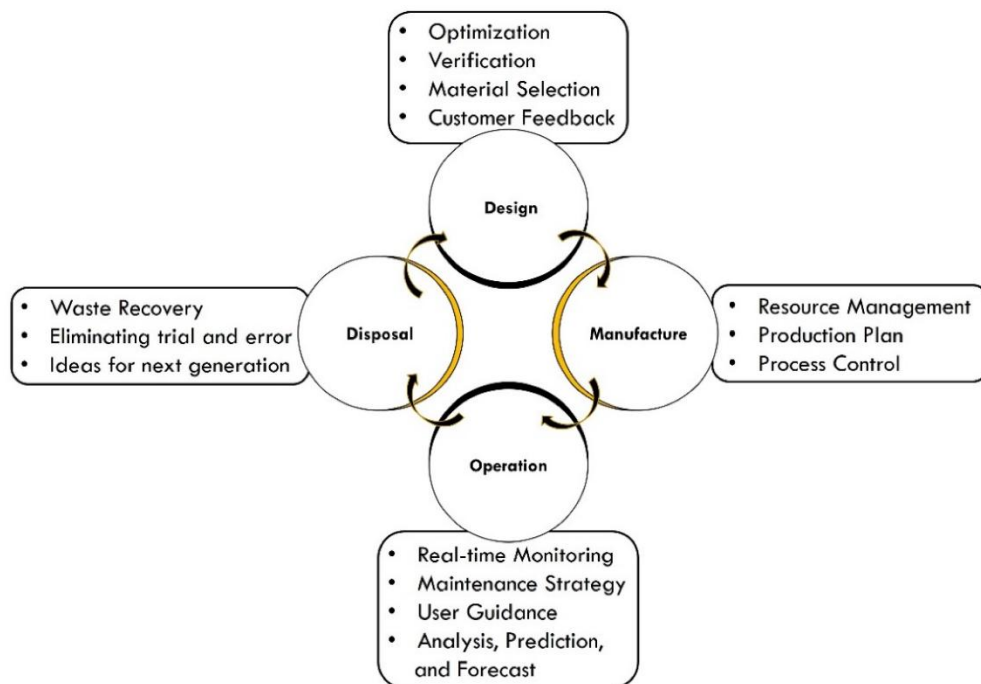 • Optimization
• Verification
• Material Selection
• Customer Feedback
Design
• Waste Recovery
• Eliminating trial and error
• Ideas for next generation
Disposal
Manufacture
• Resource Management
• Production Plan
• Process Control
Operation
• Real-time Monitoring
• Maintenance Strategy
• User Guidance
• Analysis, Prediction,
and Forecast